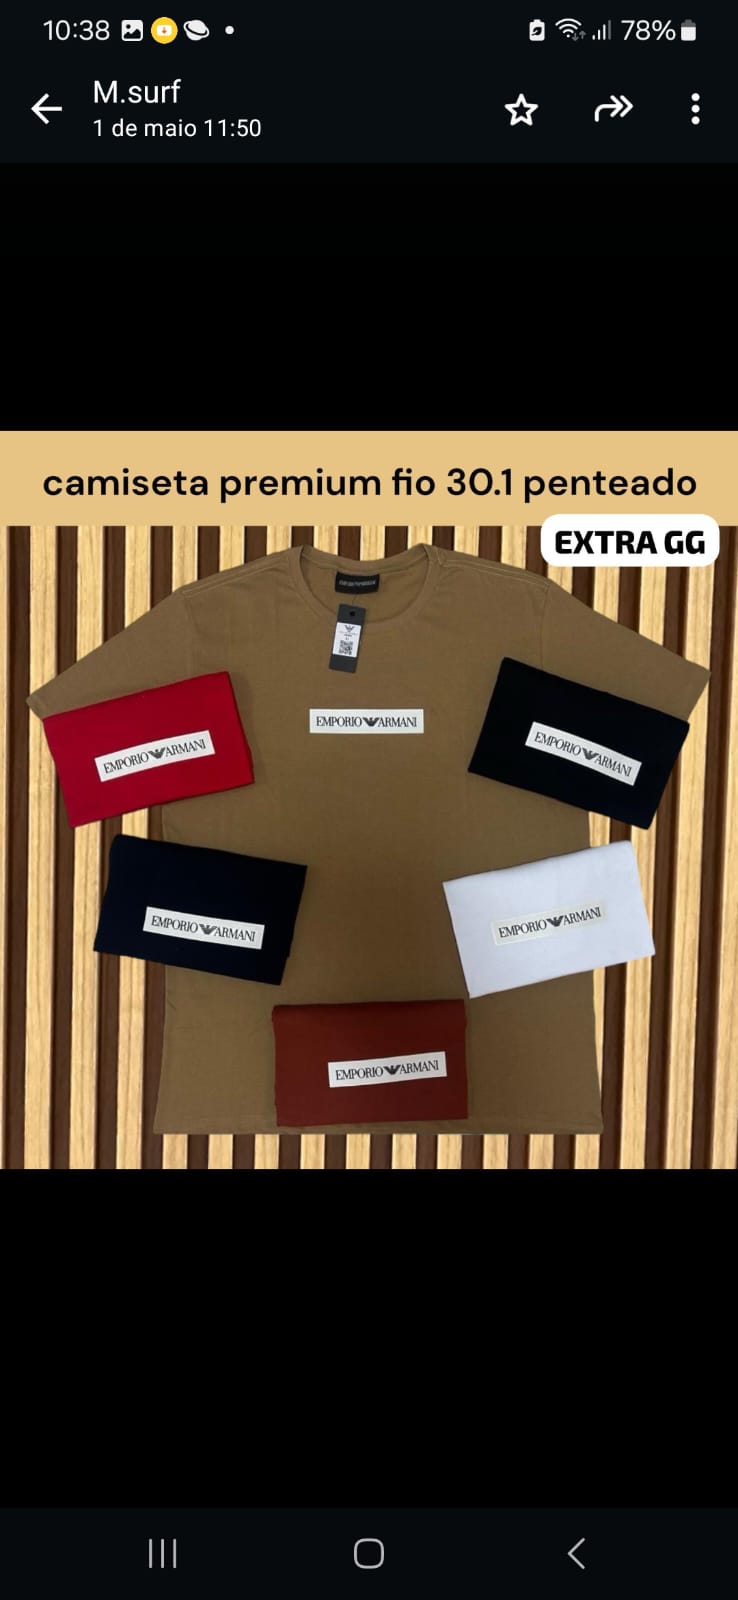 10:38
78%
M.surf
1 de maio 11:50
camiseta premium fio 30.1 penteado
EXTRA GG
EMPORIO ARMANI
EMPORIO ARMANI
EMPORIO ARMANI
EMPORIO ARMANI
EMPORIO ARMANI
EMPORIO ARMANI